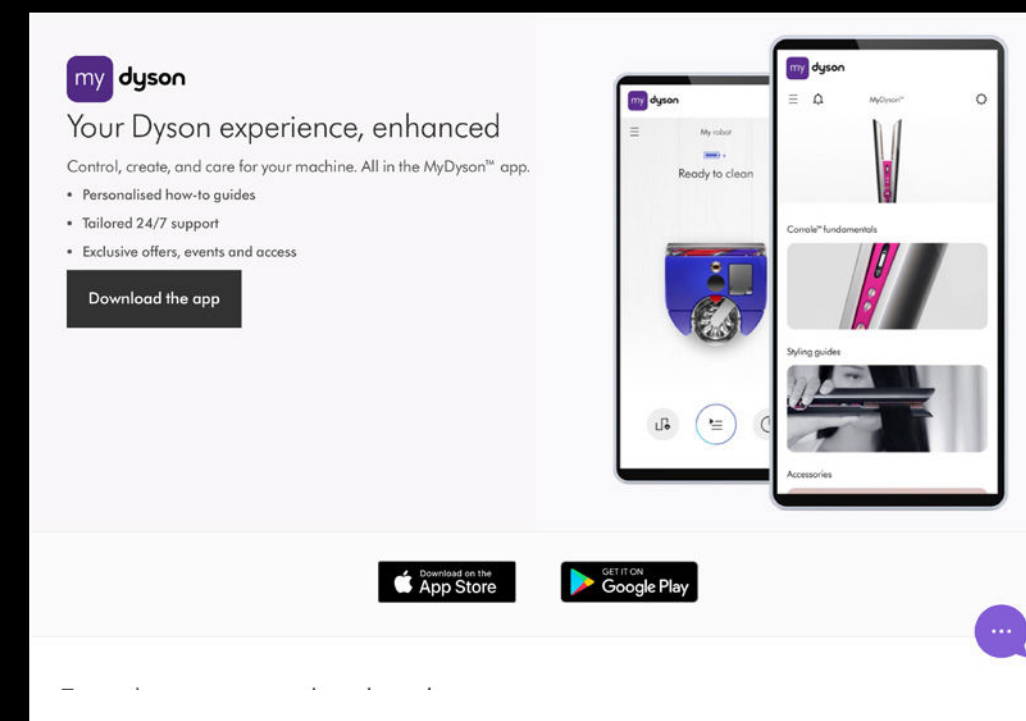 my dyson
Your Dyson experience, enhanced
Control, create, and care for your machine. All in the MyDyson™ app.
• Personalised how-to guides
• Tailored 24/7 support
• Exclusive offers, events and access
Download the app
my dyson
My robot
Ready to clean
my dyson
MyDyson™
Corrale™ fundamentals
Styling guides
Accessories
Download on the
App Store
GET IT ON
Google Play